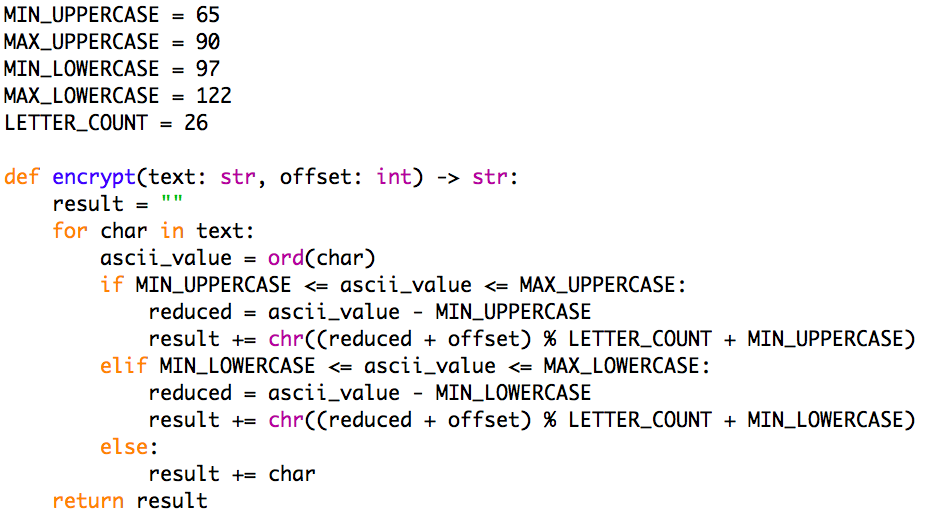 MIN_UPPERCASE = 65
MAX_UPPERCASE = 90
MIN_LOWERCASE = 97
MAX_LOWERCASE = 122
LETTER_COUNT = 26

def encrypt(text: str, offset: int) -> str:
    result = ""
    for char in text:
        ascii_value = ord(char)
        if MIN_UPPERCASE <= ascii_value <= MAX_UPPERCASE:
            reduced = ascii_value - MIN_UPPERCASE
            result += chr((reduced + offset) % LETTER_COUNT + MIN_UPPERCASE)
        elif MIN_LOWERCASE <= ascii_value <= MAX_LOWERCASE:
            reduced = ascii_value - MIN_LOWERCASE
            result += chr((reduced + offset) % LETTER_COUNT + MIN_LOWERCASE)
        else:
            result += char
    return result